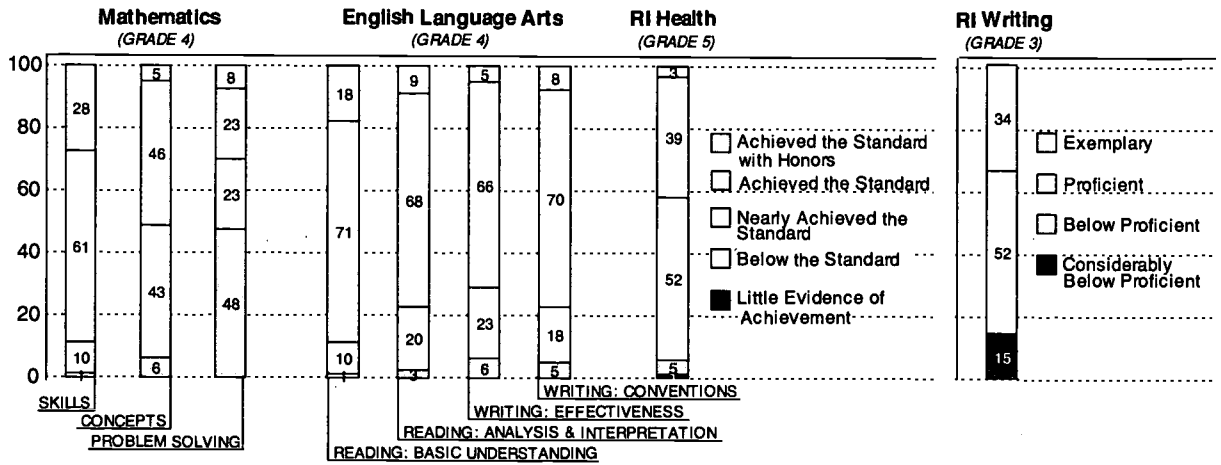 Mathematics
(GRADE 4)
English Language Arts
(GRADE 4)
RI Health
(GRADE 5)
RI Writing
(GRADE 3)
100
80
60
40
20
0
28
61
10
1
5
46
43
6
8
23
23
48
18
71
10
1
9
68
20
3
5
66
23
6
8
70
18
5
3
39
52
5
Achieved the Standard
with Honors
Achieved the Standard
Nearly Achieved the
Standard
Below the Standard
Little Evidence of
Achievement
34
52
15
Exemplary
Proficient
Below Proficient
Considerably
Below Proficient
SKILLS
CONCEPTS
PROBLEM SOLVING
WRITING: CONVENTIONS
WRITING: EFFECTIVENESS
READING: ANALYSIS & INTERPRETATION
READING: BASIC UNDERSTANDING